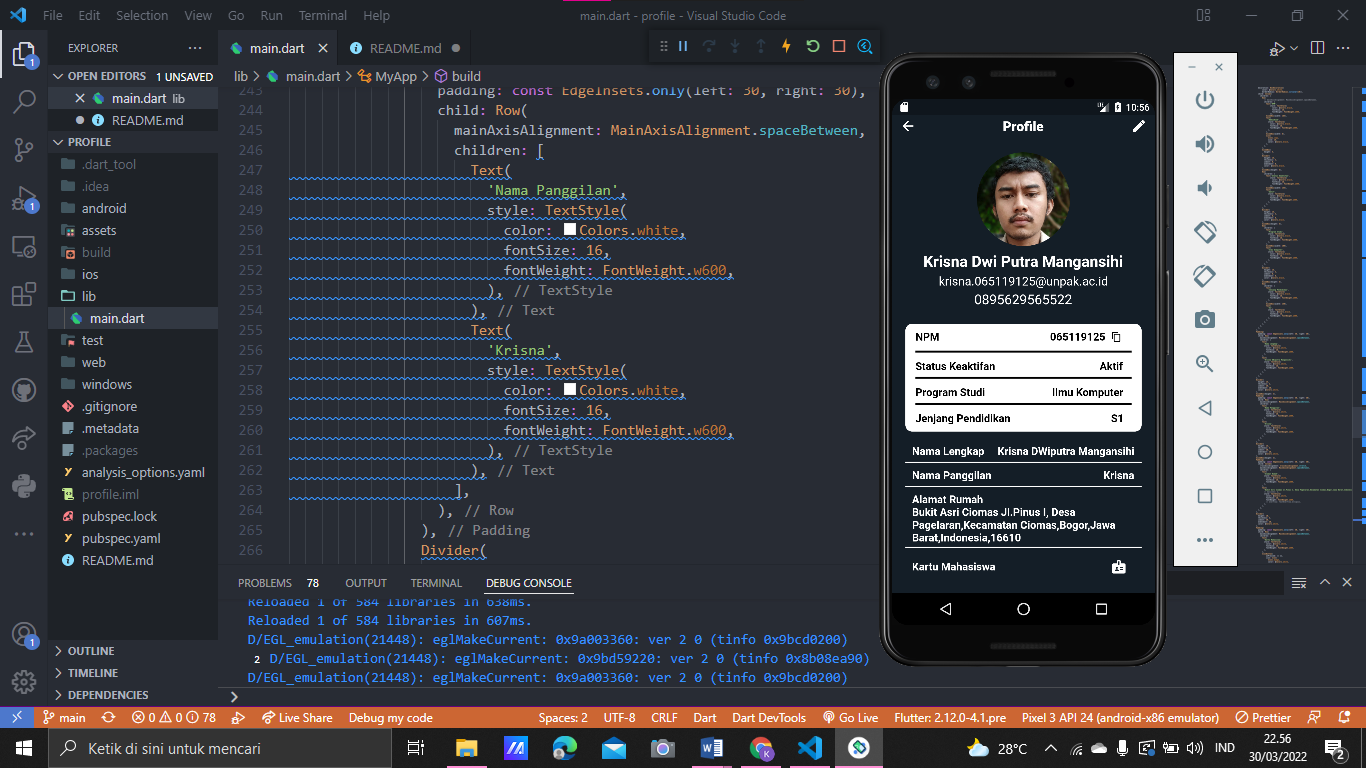 File Edit Selection View Go Run Terminal Help
main.dart - profile - Visual Studio Code
EXPLORER
OPEN EDITORS 1 UNSAVED
main.dart lib
README.md
PROFILE
.dart_tool
.idea
android
assets
build
ios
lib
main.dart
test
web
windows
.gitignore
.metadata
.packages
analysis_options.yaml
profile.iml
pubspec.lock
pubspec.yaml
README.md
OUTLINE
TIMELINE
DEPENDENCIES
1
1
1
main.dart
README.md
lib > main.dart > MyApp > build
243 padding: const EdgeInsets.only(left: 30, right: 30),
244 child: Row(
245 mainAxisAlignment: MainAxisAlignment.spaceBetween,
246 children: [
247 Text(
248 'Nama Panggilan',
249 style: TextStyle(
250 color: Colors.white,
251 fontSize: 16,
252 fontWeight: FontWeight.w600,
253 ), // TextStyle
254 ), // Text
255 Text(
256 'Krisna',
257 style: TextStyle(
258 color: Colors.white,
259 fontSize: 16,
260 fontWeight: FontWeight.w600,
261 ), // TextStyle
262 ), // Text
263 ],
264 ), // Row
265 ), // Padding
266 Divider(
PROBLEMS 78 OUTPUT TERMINAL DEBUG CONSOLE
Reloaded 1 of 584 libraries in 638ms.
Reloaded 1 of 584 libraries in 607ms.
D/EGL_emulation(21448): eglMakeCurrent: 0x9a003360: ver 2 0 (tinfo 0x9bcd0200)
2 D/EGL_emulation(21448): eglMakeCurrent: 0x9bd59220: ver 2 0 (tinfo 0x8b08ea90)
D/EGL_emulation(21448): eglMakeCurrent: 0x9a003360: ver 2 0 (tinfo 0x9bcd0200)
10:56
Profile
Krisna Dwi Putra Mangansihi
krisna.065119125@unpak.ac.id
0895629565522
NPM 065119125
Status Keaktifan Aktif
Program Studi Ilmu Komputer
Jenjang Pendidikan S1
Nama Lengkap Krisna DWiputra Mangansihi
Nama Panggilan Krisna
Alamat Rumah
Bukit Asri Ciomas Jl.Pinus I, Desa
Pagelaran,Kecamatan Ciomas,Bogor,Jawa
Barat,Indonesia,16610
Kartu Mahasiswa
main 0 0 78 Live Share Debug my code Spaces: 2 UTF-8 CRLF Dart Dart DevTools Go Live Flutter: 2.12.0-4.1.pre Pixel 3 API 24 (android-x86 emulator) Prettier
Ketik di sini untuk mencari
28°C
IND
22.56
30/03/2022
2